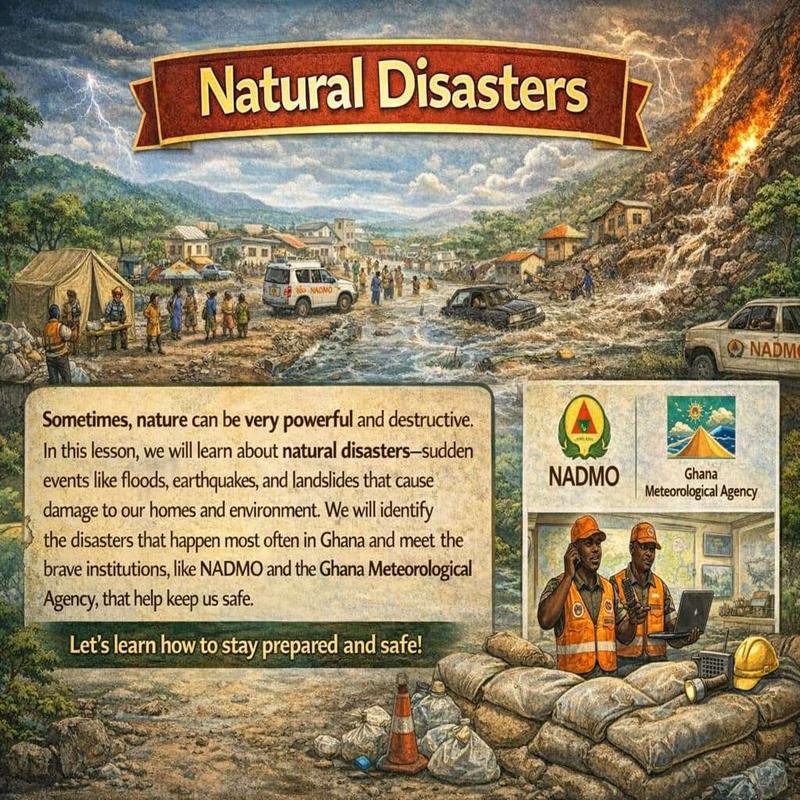 Natural Disasters
NADMO
NADMO
Sometimes, nature can be very powerful and destructive.
In this lesson, we will learn about natural disasters—sudden
events like floods, earthquakes, and landslides that cause
damage to our homes and environment. We will identify
the disasters that happen most often in Ghana and meet the
brave institutions, like NADMO and the Ghana Meteorological
Agency, that help keep us safe.
Let's learn how to stay prepared and safe!
NADMO
Ghana
Meteorological Agency